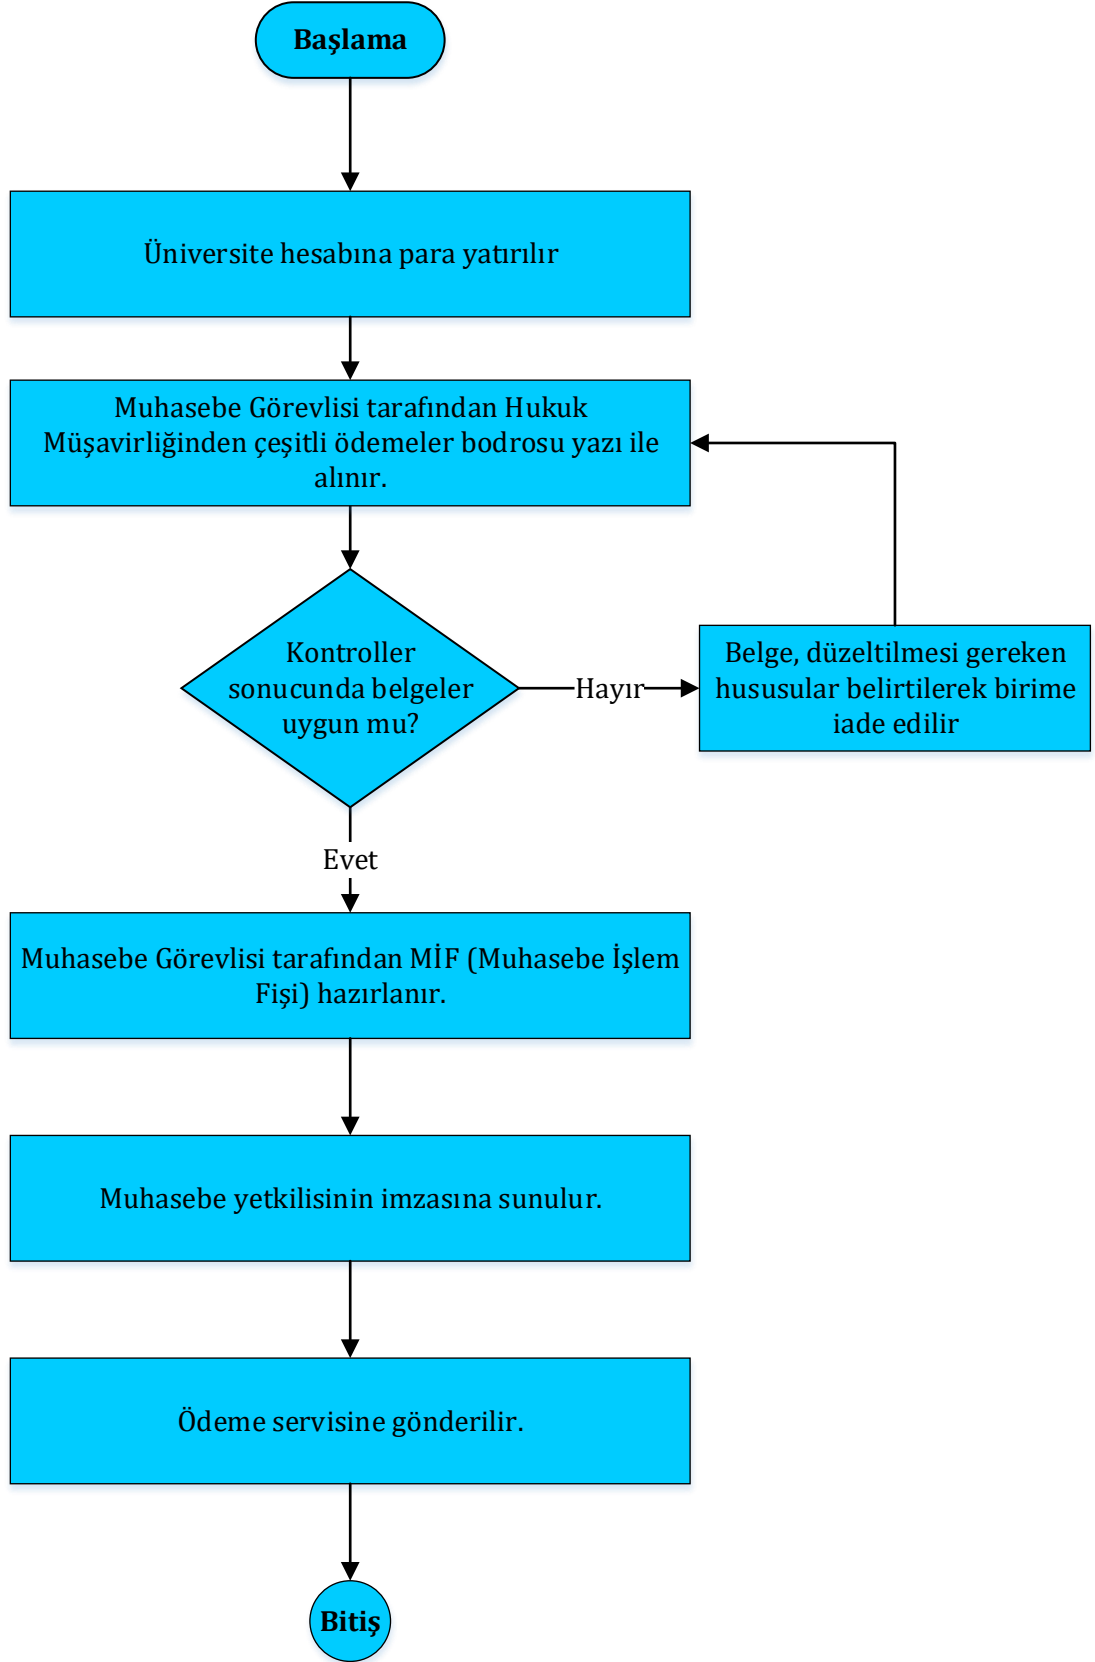 Başlama
Üniversite hesabına para yatırılır
Muhasebe Görevlisi tarafından Hukuk
Müşavirliğinden çeşitli ödemeler bodrosu yazı ile
alınır.
Kontroller
sonucunda belgeler
uygun mu?
Hayır
Belge, düzeltilmesi gereken
hususular belirtilerek birime
iade edilir
Evet
Muhasebe Görevlisi tarafından MİF (Muhasebe İşlem
Fişi) hazırlanır.
Muhasebe yetkilisinin imzasına sunulur.
Ödeme servisine gönderilir.
Bitiş